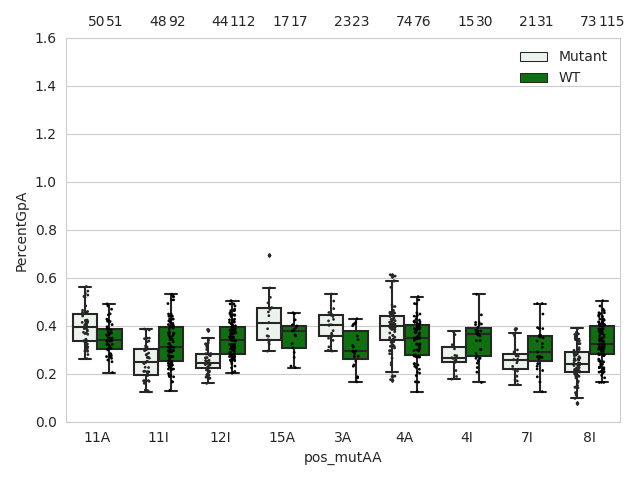 50 51 48 92 44 112 17 17 23 23 74 76 15 30 21 31 73 115
1.6
Mutant
WT
1.4
1.2
1.0
0.8
0.6
0.4
0.2
0.0
PercentGpA
11A 11I 12I 15A 3A 4A 4I 7I 8I
pos_mutAA